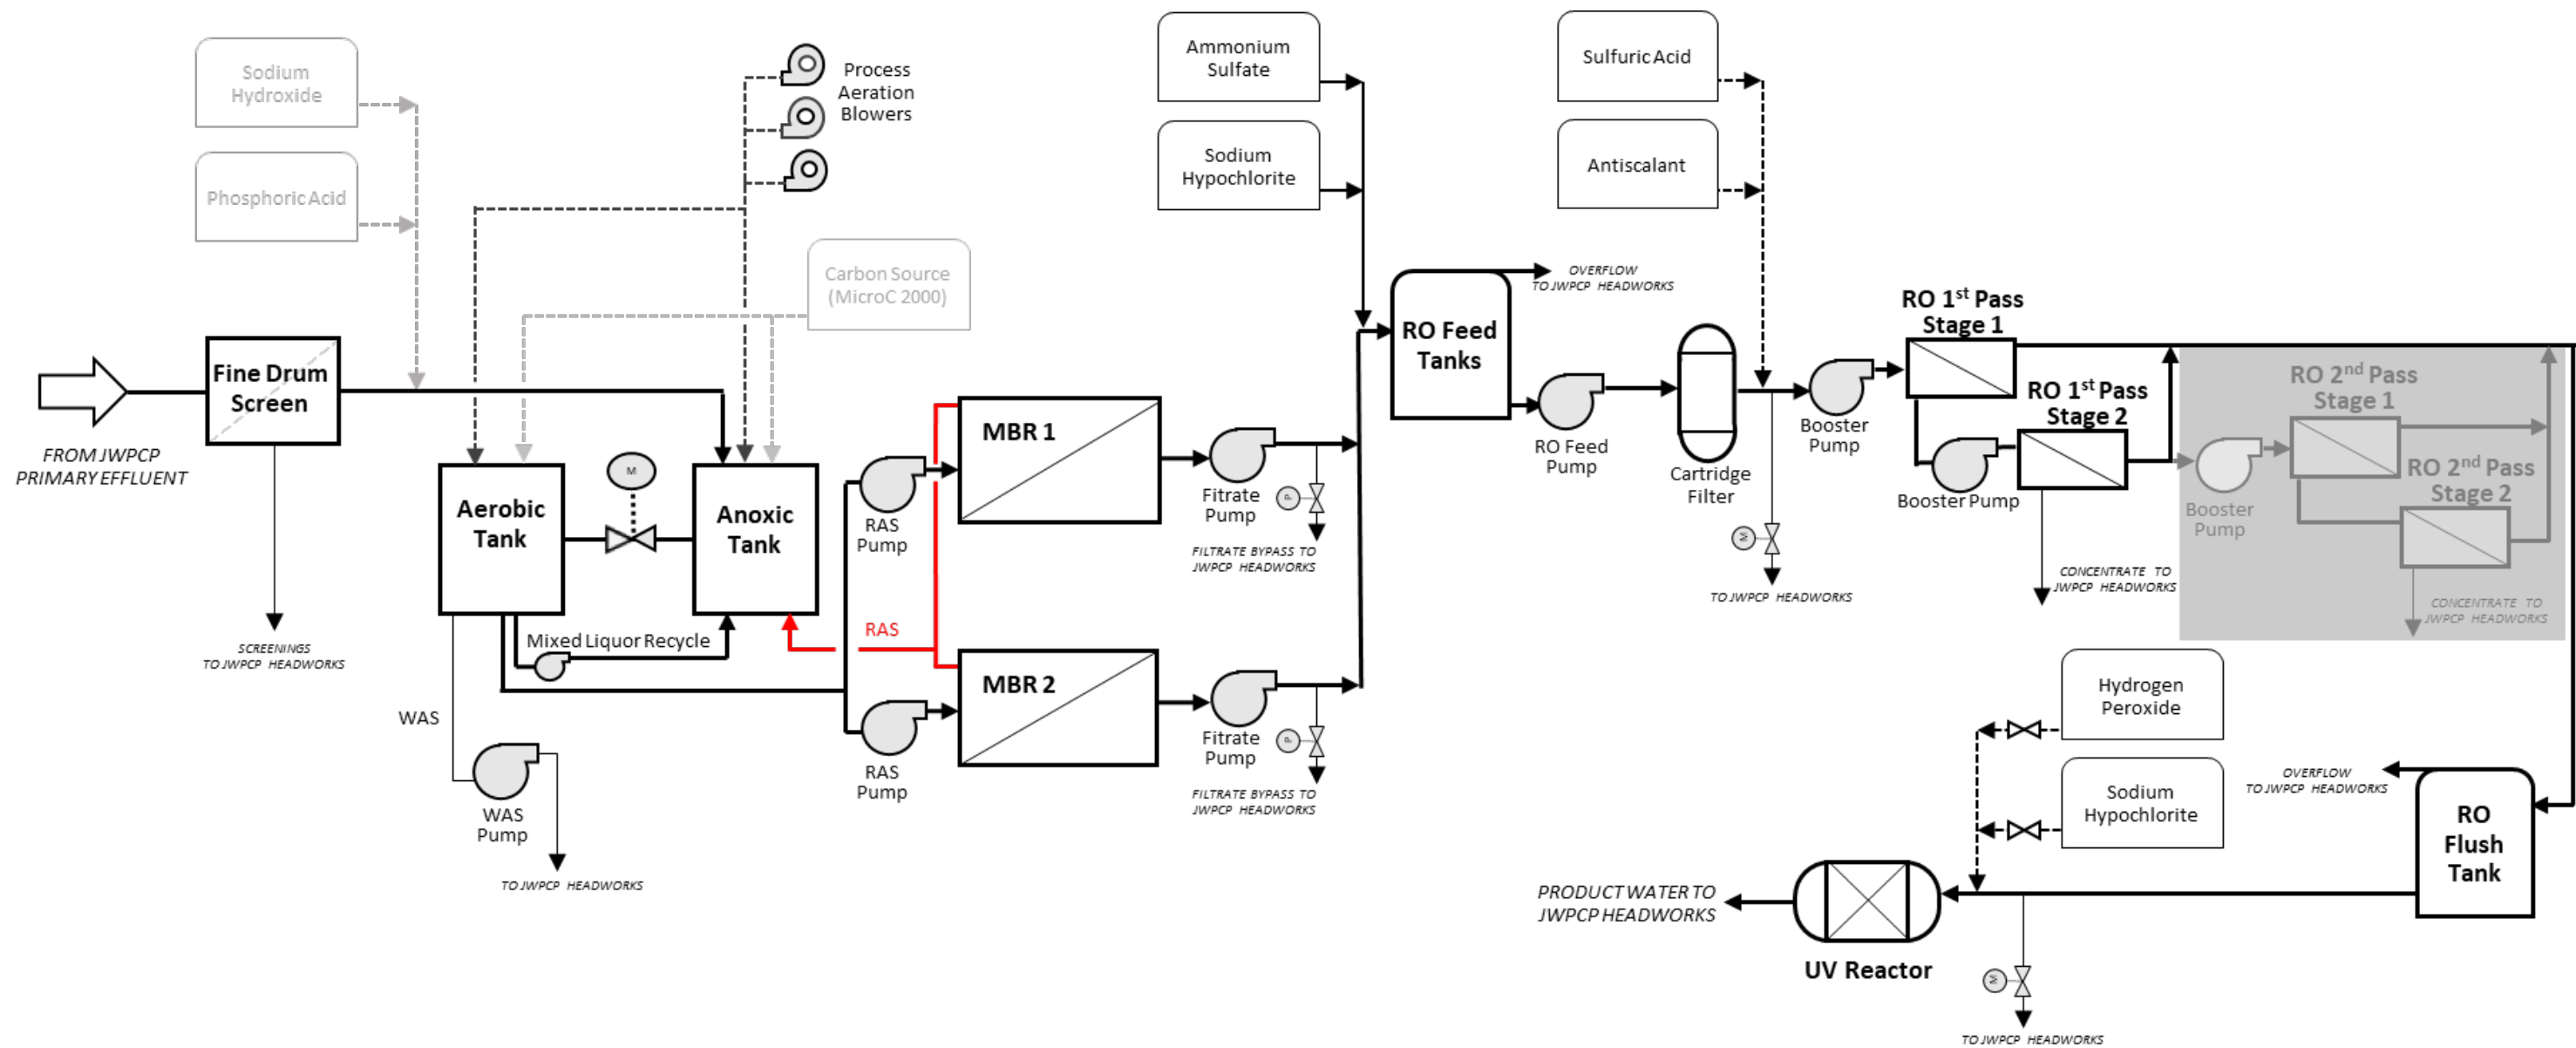 Sodium
Hydroxide
Phosphoric Acid
Process
Aeration
Blowers
Carbon Source
(MicroC 2000)
Ammonium
Sulfate
Sodium
Hypochlorite
Sulfuric Acid
Antiscalant
FROM JWPCP
PRIMARY EFFLUENT
Fine Drum
Screen
SCREENINGS
TO JWPCP HEADWORKS
Aerobic
Tank
M
Anoxic
Tank
Mixed Liquor Recycle
RAS
WAS
WAS
Pump
TO JWPCP HEADWORKS
RAS
Pump
RAS
Pump
MBR 1
MBR 2
Fitrate
Pump
P
FILTRATE BYPASS TO
JWPCP HEADWORKS
Fitrate
Pump
P
FILTRATE BYPASS TO
JWPCP HEADWORKS
RO Feed
Tanks
OVERFLOW
TO JWPCP HEADWORKS
RO Feed
Pump
Cartridge
Filter
M
TO JWPCP HEADWORKS
Booster
Pump
RO 1st Pass
Stage 1
Booster Pump
RO 1st Pass
Stage 2
CONCENTRATE TO
JWPCP HEADWORKS
Booster
Pump
RO 2nd Pass
Stage 1
RO 2nd Pass
Stage 2
CONCENTRATE TO
JWPCP HEADWORKS
Hydrogen
Peroxide
Sodium
Hypochlorite
OVERFLOW
TO JWPCP HEADWORKS
RO
Flush
Tank
PRODUCT WATER TO
JWPCP HEADWORKS
UV Reactor
M
TO JWPCP HEADWORKS